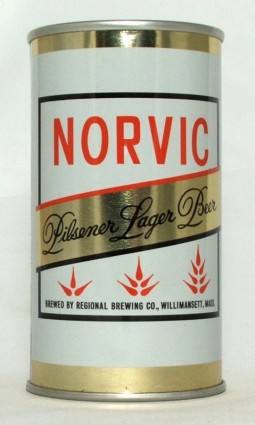 NORVIC
Pilsener Lager Beer
BREWED BY REGIONAL BREWING CO., WILLIMANSETT, MASS.